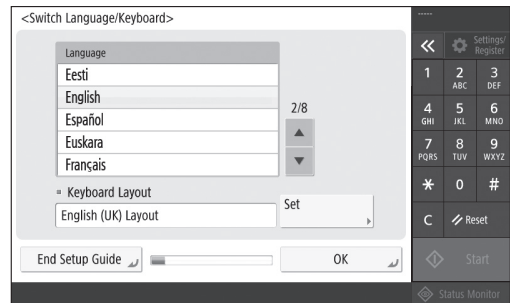 <Switch Language/Keyboard>
Language
Eesti
English
Español
Euskara
Français
2/8
Keyboard Layout
English (UK) Layout
Set
End Setup Guide
OK
-----
Settings/
Register
1
2
ABC
3
DEF
4
GHI
5
JKL
6
MNO
7
PQRS
8
TUV
9
WXYZ
*
0
#
C
Reset
Start
Status Monitor